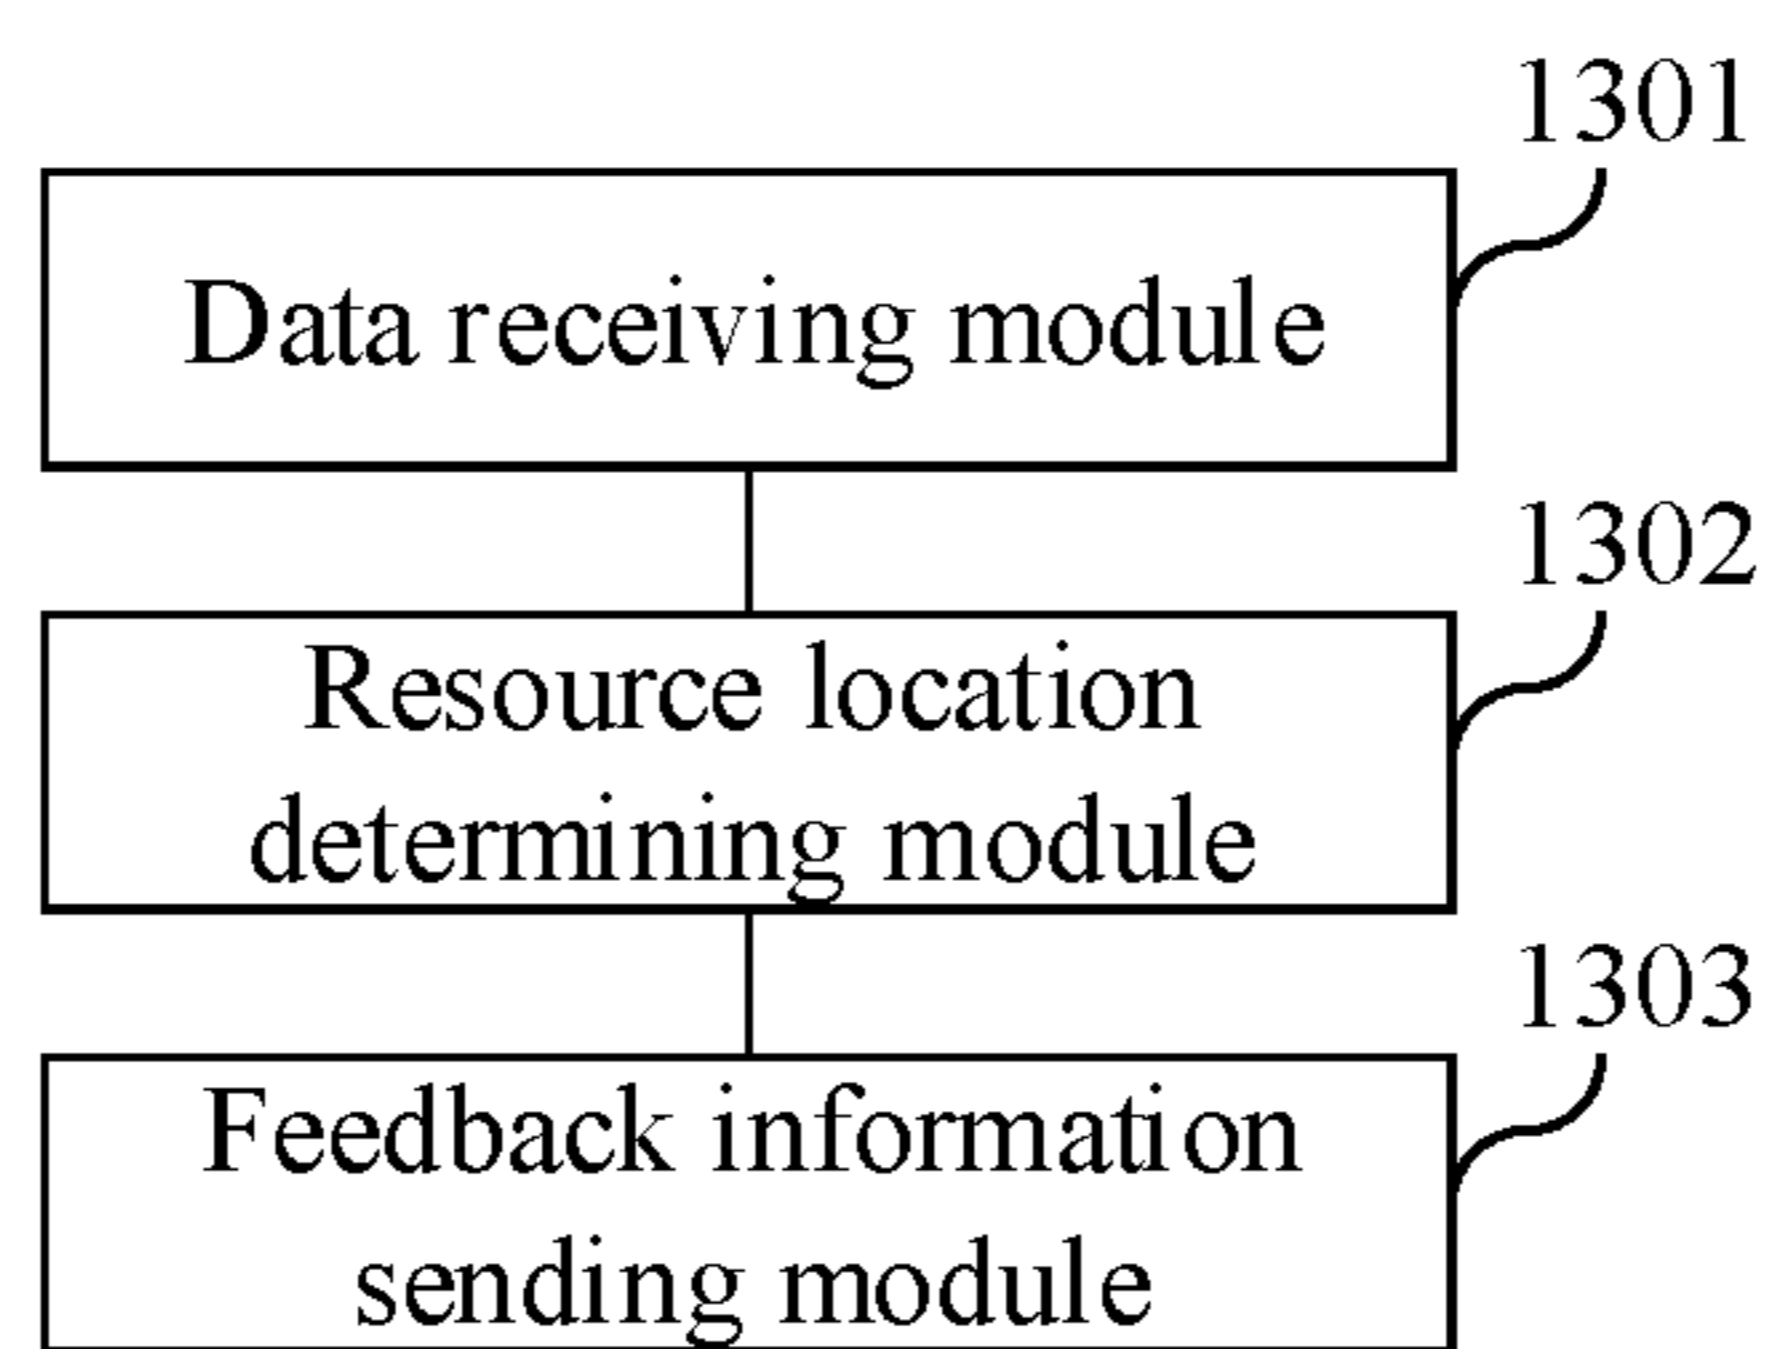 1301
Data receiving module
1302
Resource location
determining module
1303
Feedback information
sending module